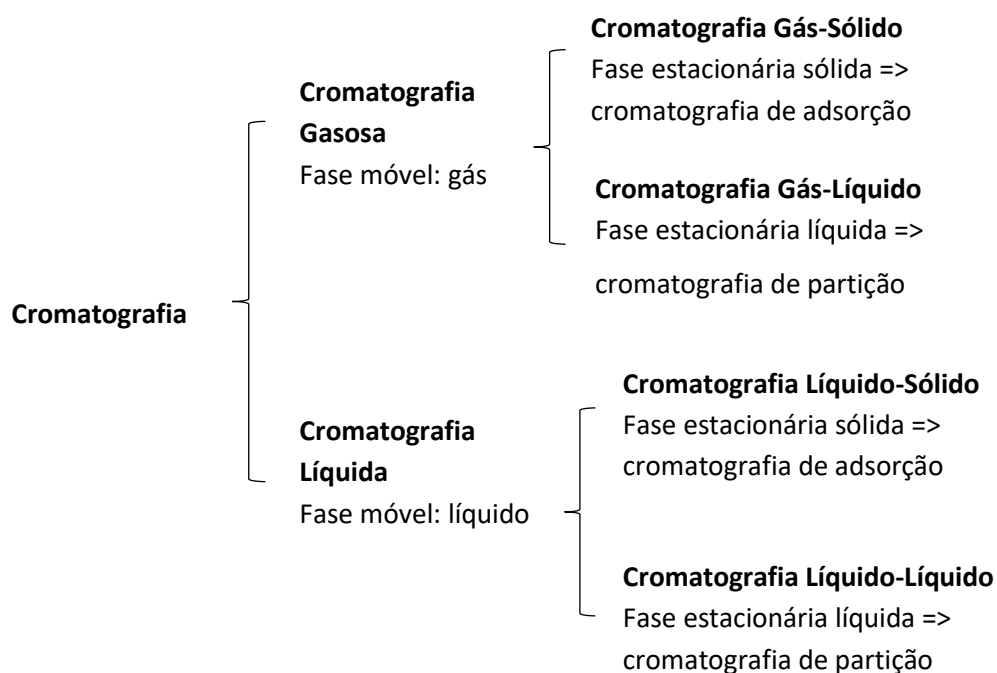 Cromatografia
Cromatografia
Gasosa
Fase móvel: gás
Cromatografia Gás-Sólido
Fase estacionária sólida =>
cromatografia de adsorção
Cromatografia Gás-Líquido
Fase estacionária líquida =>
cromatografia de partição
Cromatografia
Líquida
Fase móvel: líquido
Cromatografia Líquido-Sólido
Fase estacionária sólida =>
cromatografia de adsorção
Cromatografia Líquido-Líquido
Fase estacionária líquida =>
cromatografia de partição